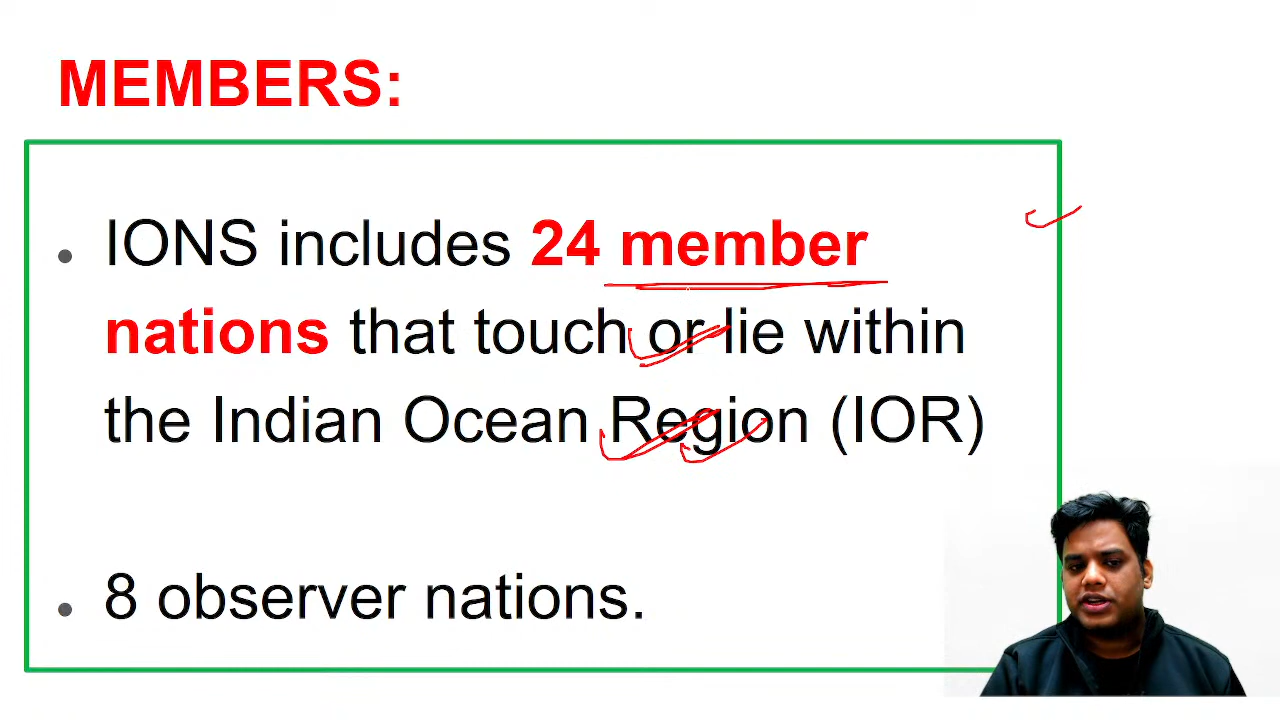 MEMBERS:
• IONS includes 24 member
nations that touch or lie within
the Indian Ocean Region (IOR)
• 8 observer nations.